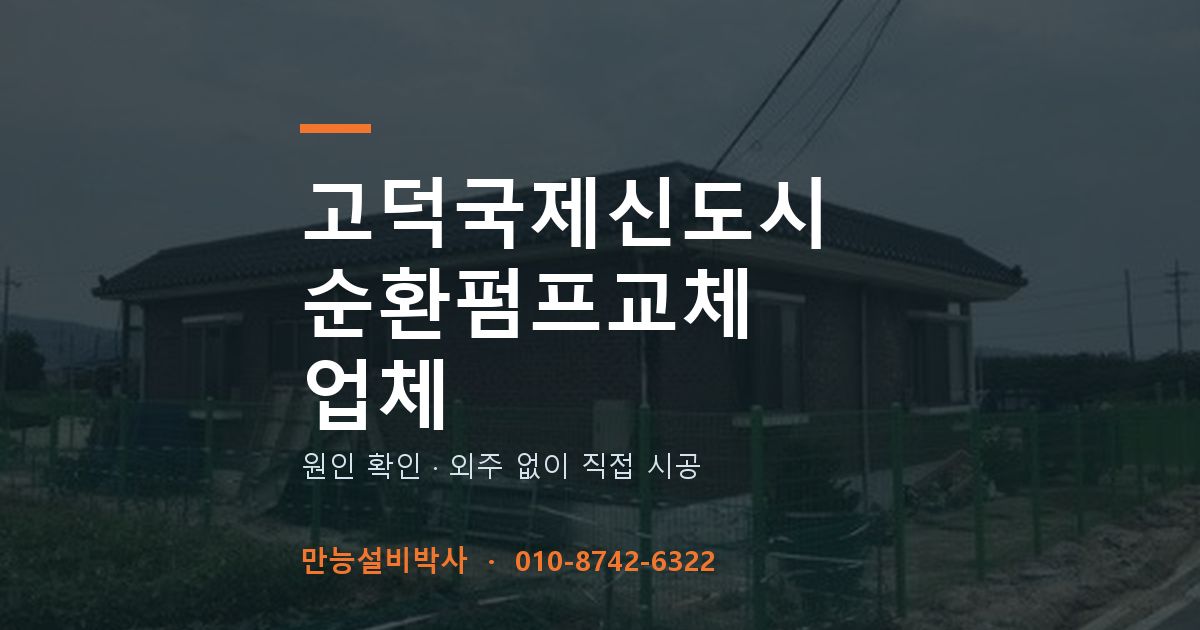 고덕국제신도시
순환펌프교체
업체
원인 확인 · 외주 없이 직접 시공
만능설비박사 · 010-8742-6322